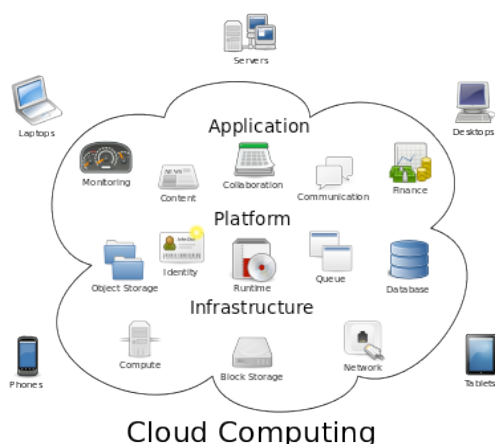 Servers
Laptops
Desktops
Application
Monitoring
Content
Collaboration
Communication
Finance
NEWS
Platform
Object Storage
Identity
Runtime
Queue
Database
Infrastructure
Compute
Block Storage
Network
Phones
Tablets
Cloud Computing